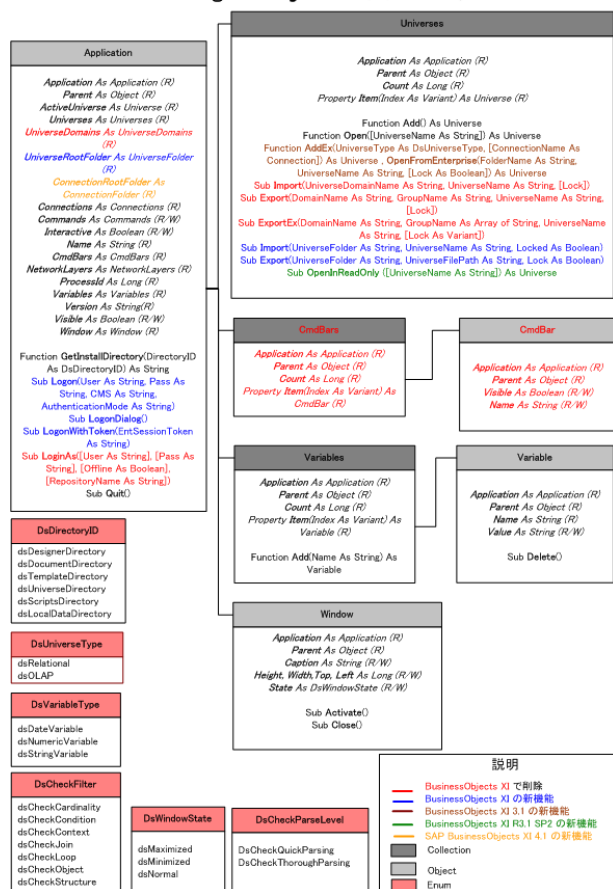 Application
Application As Application (R)
Parent As Object (R)
ActiveUniverse As Universe (R)
Universes As Universes (R)
UniverseDomains As UniverseDomains
(R)
UniverseRootFolder As UniverseFolder
(R)
ConnectionRootFolder As
ConnectionFolder (R)
Connections As Connections (R)
Commands As Commands (R/W)
Interactive As Boolean (R/W)
Name As String (R)
CmdBars As CmdBars (R)
NetworkLayers As NetworkLayers (R)
ProcessId As Long (R)
Variables As Variables (R)
Version As String(R)
Visible As Boolean (R/W)
Window As Window (R)
Function GetInstallDirectory(DirectoryID
As DsDirectoryID) As String
Sub Logon(User As String, Pass As
String, CMS As String,
AuthenticationMode As String)
Sub LogonDialog()
Sub LogonWithToken(EntSessionToken
As String)
Sub LoginAs([User As String], [Pass As
String], [Offline As Boolean],
[RepositoryName As String])
Sub Quit()
Universes
Application As Application (R)
Parent As Object (R)
Count As Long (R)
Property Item(Index As Variant) As Universe (R)
Function Add() As Universe
Function Open([UniverseName As String]) As Universe
Function AddEx(UniverseType As DsUniverseType, [ConnectionName As
Connection]) As Universe , OpenFromEnterprise(FolderName As String,
UniverseName As String, [Lock As Boolean]) As Universe
Sub Import(UniverseDomainName As String, UniverseName As String, [Lock])
Sub Export(DomainName As String, GroupName As String, UniverseName As String,
[Lock])
Sub ExportEx(DomainName As String, GroupName As Array of String, UniverseName
As String, [Lock As Variant])
Sub Import(UniverseFolder As String, UniverseName As String, Locked As Boolean)
Sub Export(UniverseFolder As String, UniverseFilePath As String, Lock As Boolean)
Sub OpenInReadOnly ([UniverseName As String]) As Universe
CmdBars
Application As Application (R)
Parent As Object (R)
Count As Long (R)
Property Item(Index As Variant) As
CmdBar (R)
CmdBar
Application As Application (R)
Parent As Object (R)
Visible As Boolean (R/W)
Name As String (R/W)
Variables
Application As Application (R)
Parent As Object (R)
Count As Long (R)
Property Item(Index As Variant) As
Variable (R)
Function Add(Name As String) As
Variable
Variable
Application As Application (R)
Parent As Object (R)
Name As String (R)
Value As String (R/W)
Sub Delete()
Window
Application As Application (R)
Parent As Object (R)
Caption As String (R/W)
Height, Width,Top, Left As Long (R/W)
State As DsWindowState (R/W)
Sub Activate()
Sub Close()
DsDirectoryID
dsDesignerDirectory
dsDocumentDirectory
dsTemplateDirectory
dsUniverseDirectory
dsScriptsDirectory
dsLocalDataDirectory
DsUniverseType
dsRelational
dsOLAP
DsVariableType
dsDateVariable
dsNumericVariable
dsStringVariable
DsCheckFilter
dsCheckCardinality
dsCheckCondition
dsCheckContext
dsCheckJoin
dsCheckLoop
dsCheckObject
dsCheckStructure
DsWindowState
dsMaximized
dsMinimized
dsNormal
DsCheckParseLevel
DsCheckQuickParsing
DsCheckThoroughParsing
説明
BusinessObjects XI で削除
BusinessObjects XI の新機能
BusinessObjects XI 3.1 の新機能
BusinessObjects XI R3.1 SP2 の新機能
SAP BusinessObjects XI 4.1 の新機能
Collection
Object
Enum